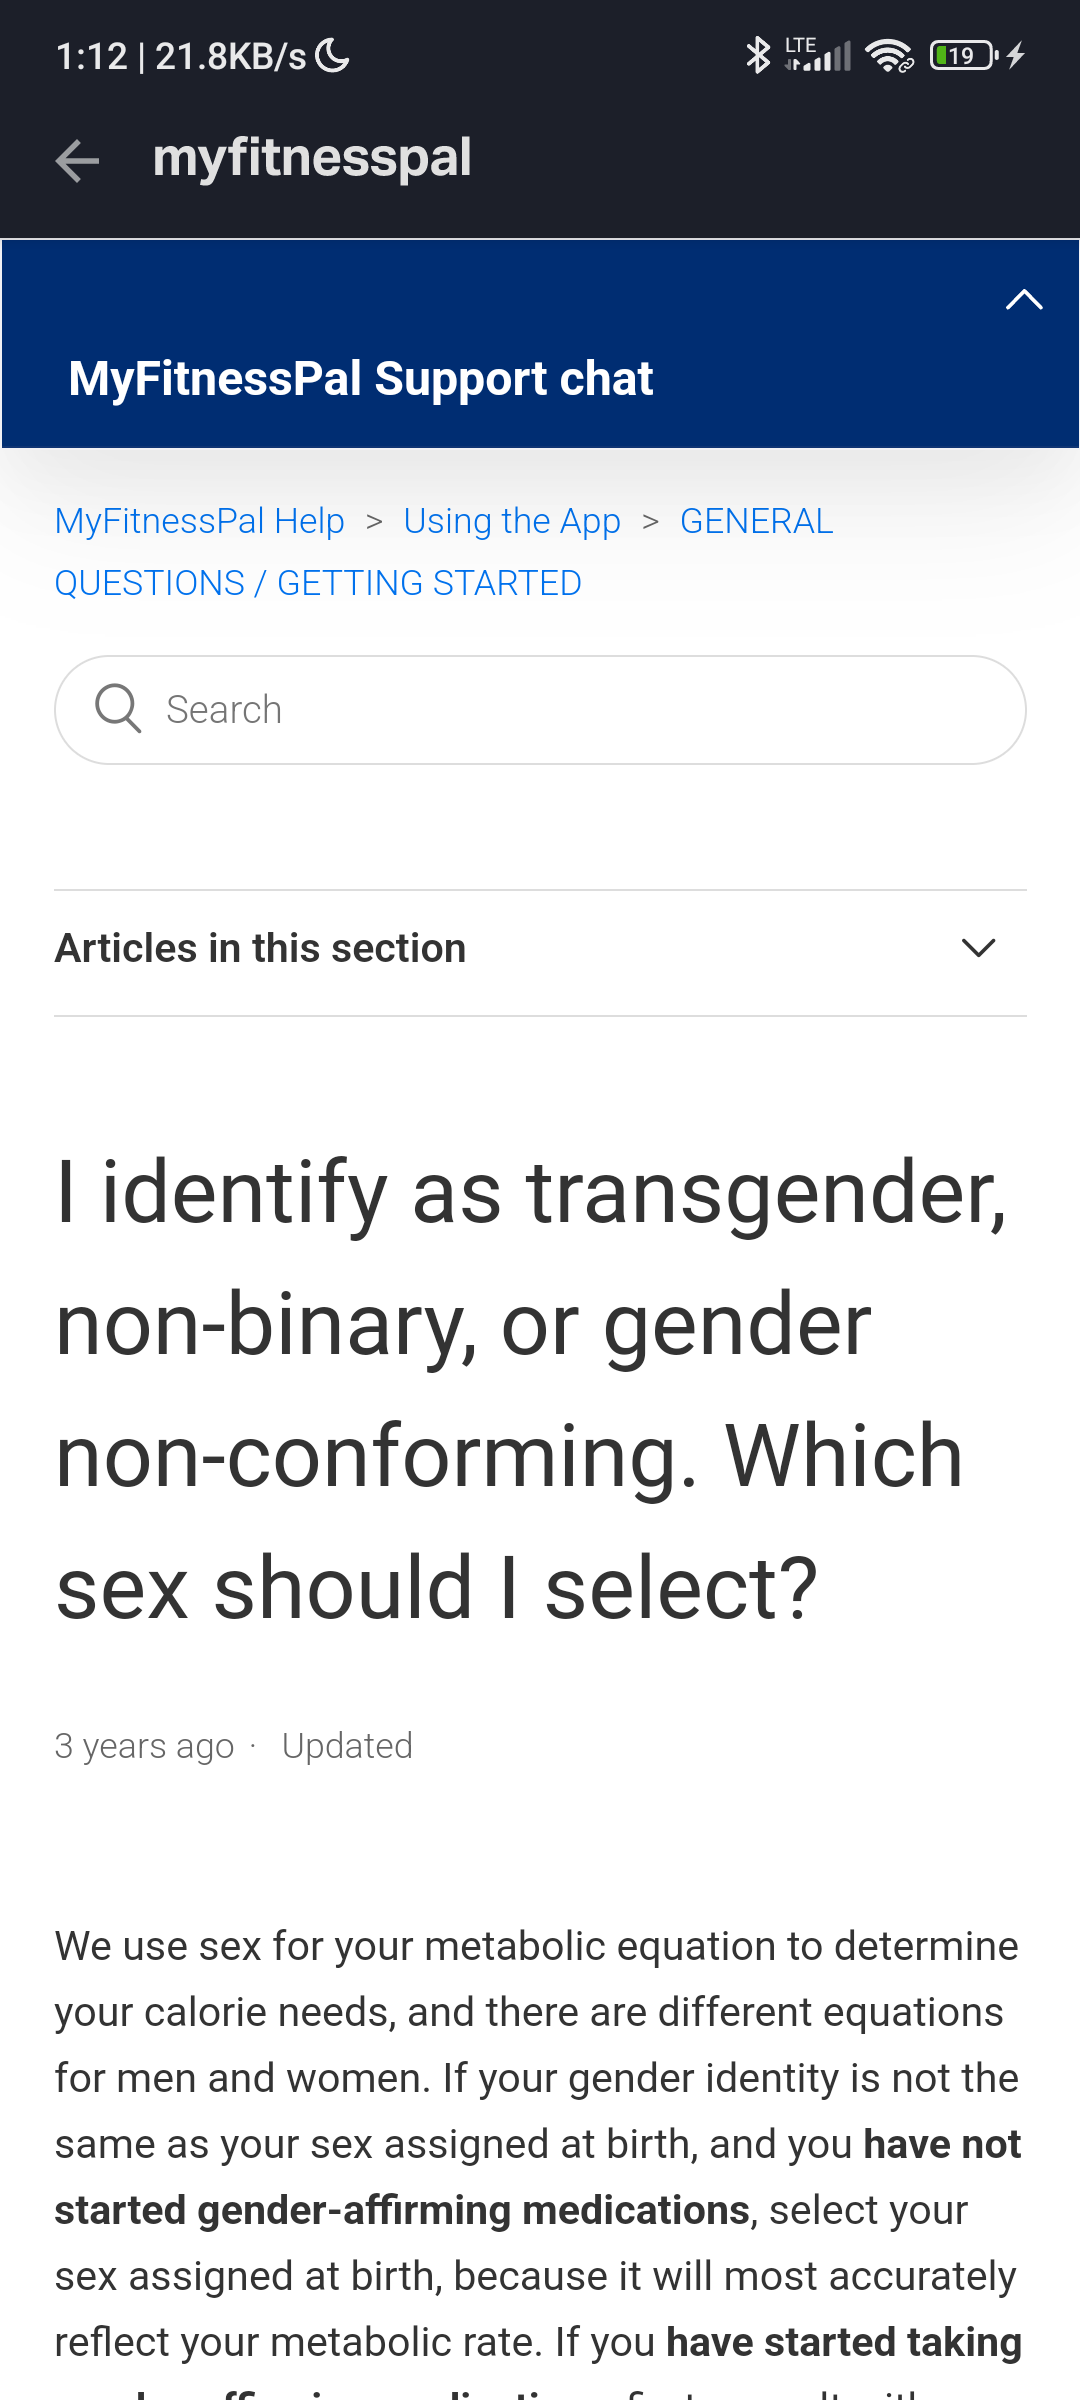 1:12 | 21.8KB/s
LTE
19
myfitnesspal
MyFitnessPal Support chat
MyFitnessPal Help > Using the App > GENERAL
QUESTIONS / GETTING STARTED
Search
Articles in this section
I identify as transgender,
non-binary, or gender
non-conforming. Which
sex should I select?
3 years ago · Updated
We use sex for your metabolic equation to determine
your calorie needs, and there are different equations
for men and women. If your gender identity is not the
same as your sex assigned at birth, and you have not
started gender-affirming medications, select your
sex assigned at birth, because it will most accurately
reflect your metabolic rate. If you have started taking